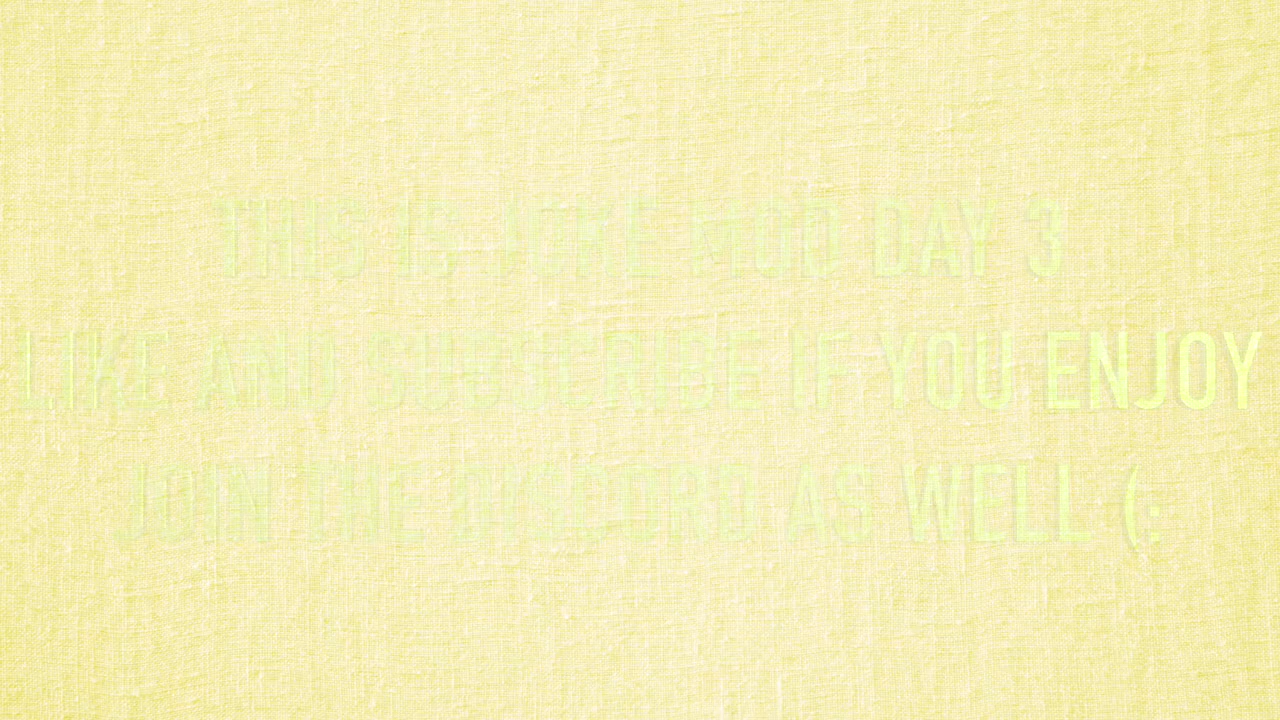 THIS IS JOKE MOD DAY 3
LIKE AND SUBSCRIBE IF YOU ENJOY
JOIN THE DISCORD AS WELL (: